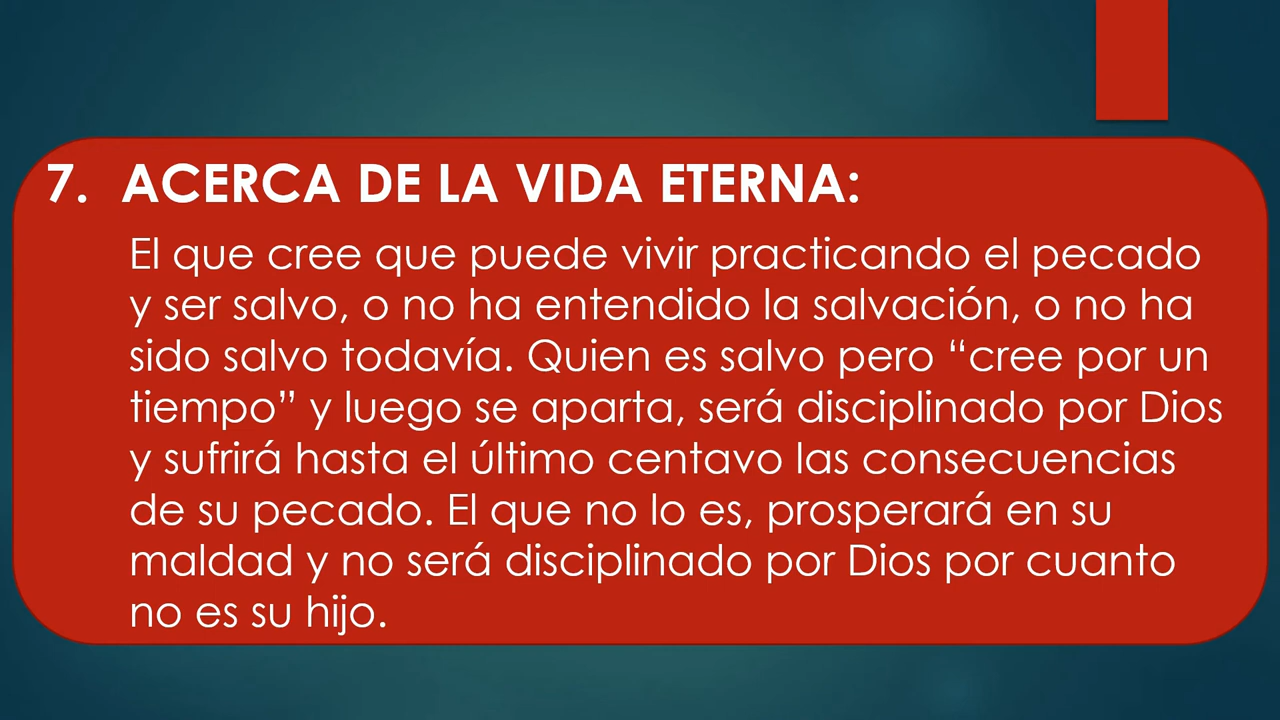 7. ACERCA DE LA VIDA ETERNA:
El que cree que puede vivir practicando el pecado
y ser salvo, o no ha entendido la salvación, o no ha
sido salvo todavía. Quien es salvo pero “cree por un
tiempo” y luego se aparta, será disciplinado por Dios
y sufrirá hasta el último centavo las consecuencias
de su pecado. El que no lo es, prosperará en su
maldad y no será disciplinado por Dios por cuanto
no es su hijo.